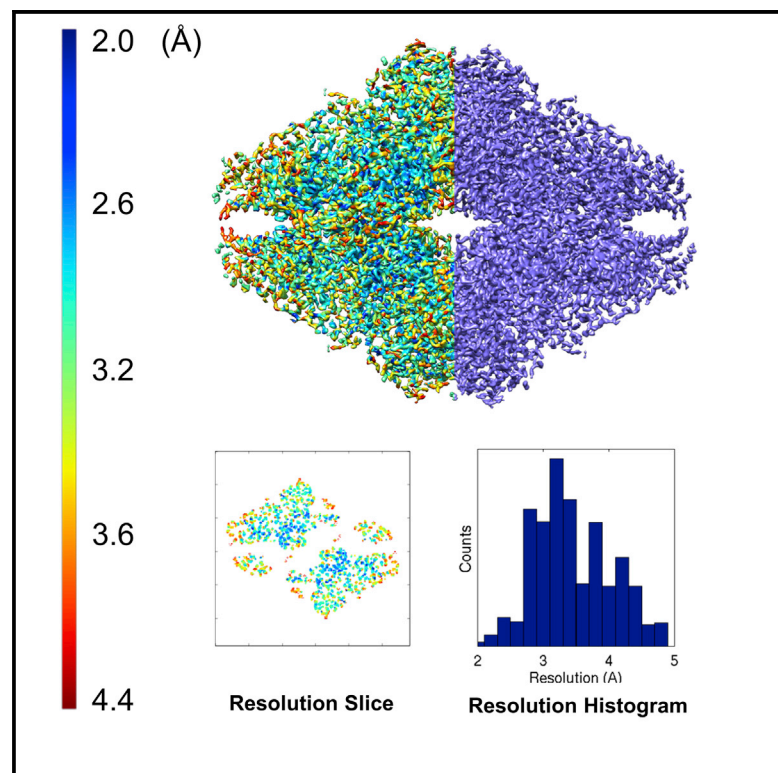 2.0 (Å)
2.6
3.2
3.6
4.4
Counts
2 3 4 5
Resolution (A)
Resolution Slice
Resolution Histogram